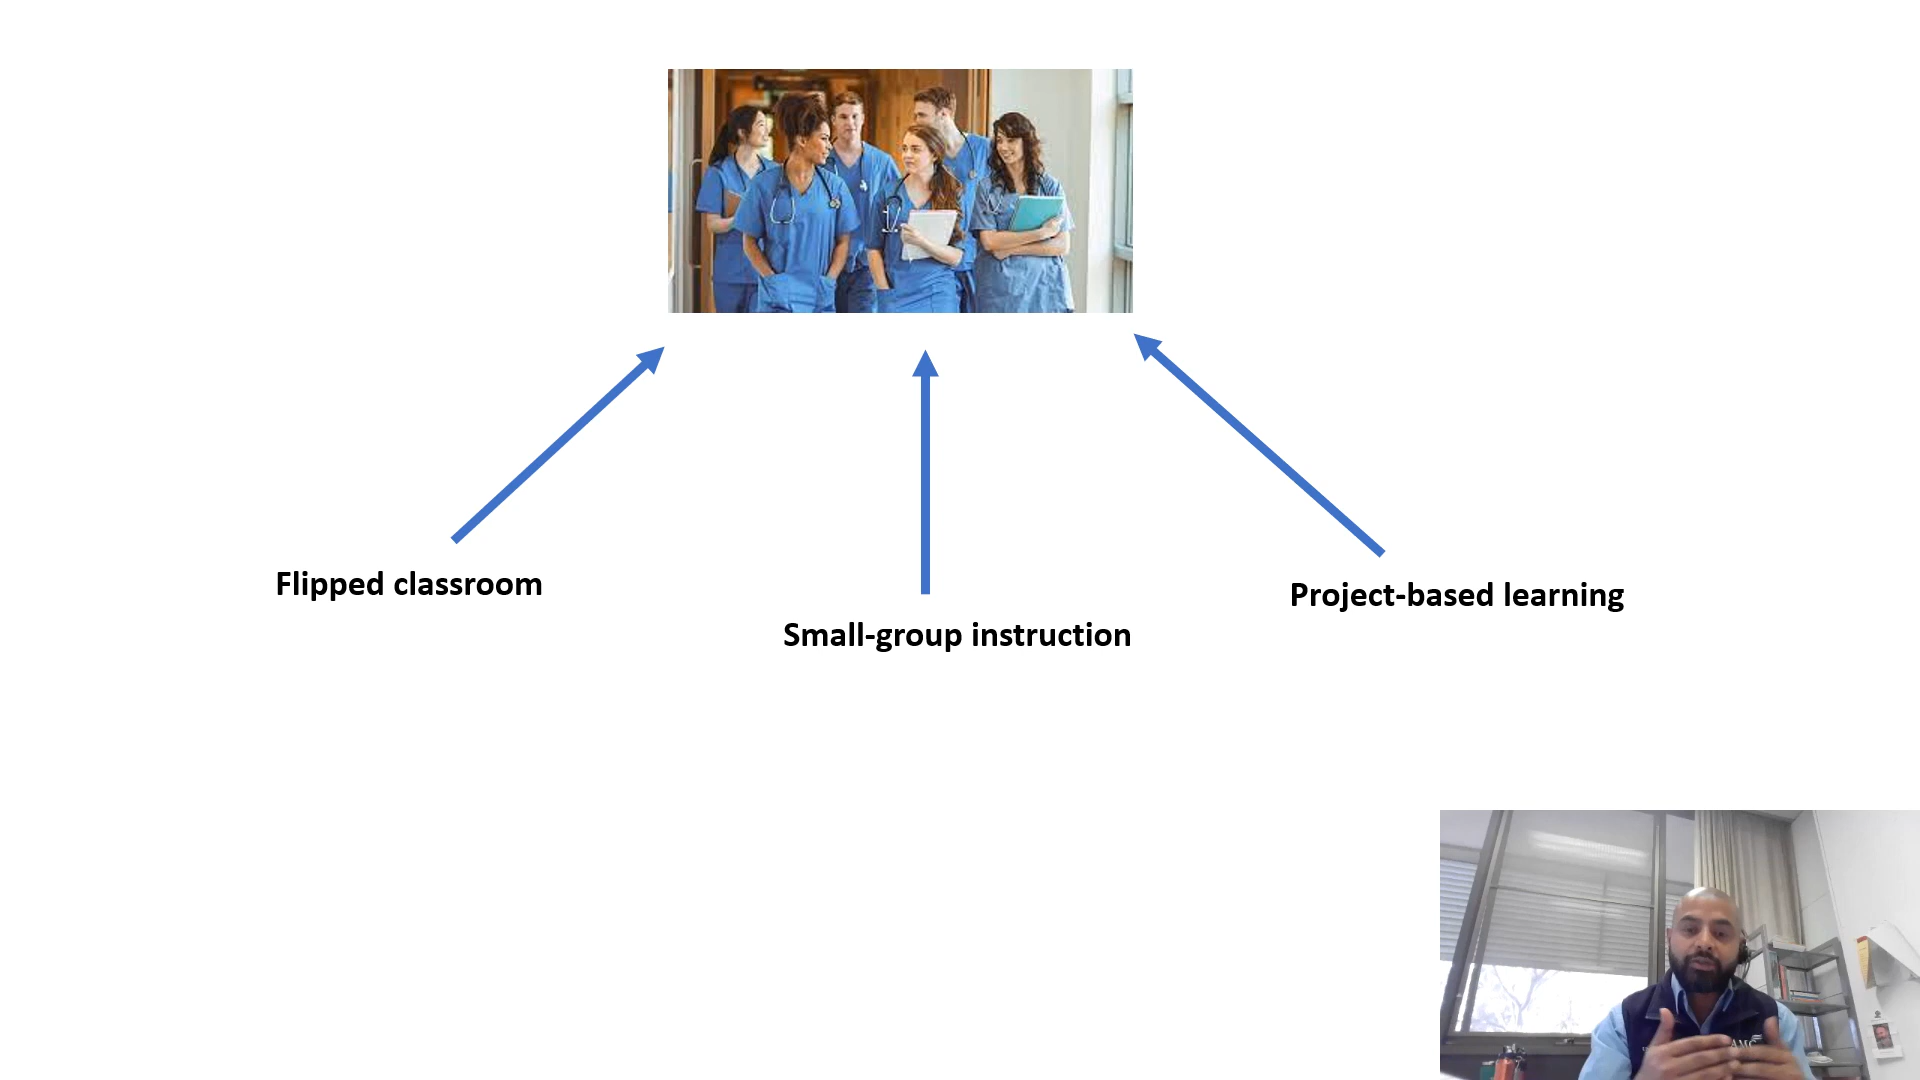 Flipped classroom
Small-group instruction
Project-based learning